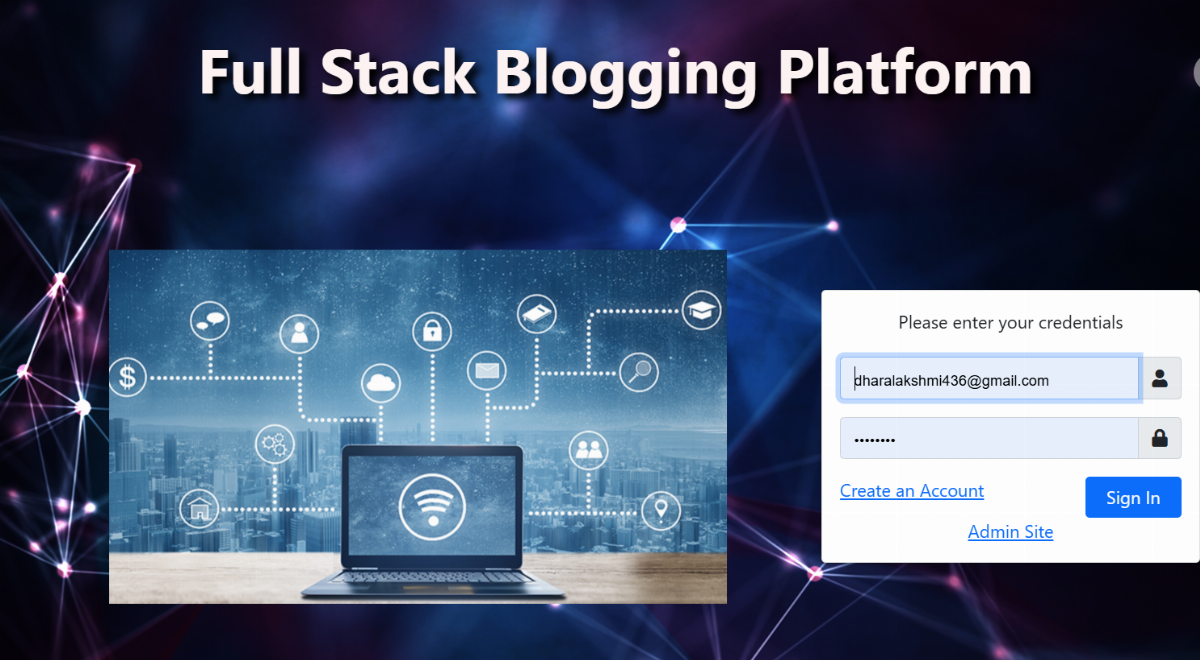 Full Stack Blogging Platform
Please enter your credentials
dharalakshmi436@gmail.com
••••••••
Create an Account
Sign In
Admin Site